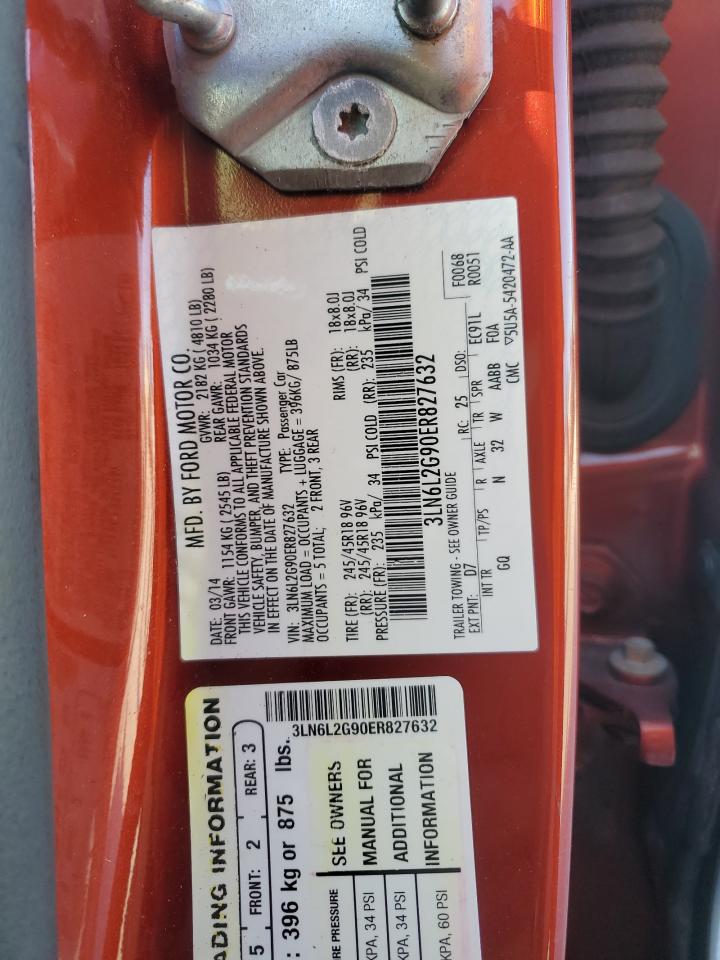 MFD. BY FORD MOTOR CO.
DATE: 03/14 GVWR: 2182 KG ( 4810 LB)
FRONT GAWR: 1154 KG ( 2545 LB) REAR GAWR: 1034 KG ( 2280 LB)
THIS VEHICLE CONFORMS TO ALL APPLICABLE FEDERAL MOTOR
VEHICLE SAFETY, BUMPER, AND THEFT PREVENTION STANDARDS
IN EFFECT ON THE DATE OF MANUFACTURE SHOWN ABOVE.
VIN: 3LN6L2G90ER827632 TYPE: Passenger Car
MAXIMUM LOAD = OCCUPANTS + LUGGAGE = 396KG/ 875LB
OCCUPANTS = 5 TOTAL: 2 FRONT, 3 REAR
TIRE (FR): 245/45R18 96V RIMS (FR): 18x8.0J
(RR): 245/45R18 96V (RR): 18x8.0J
PRESSURE (FR): 235 kPa/ 34 PSI COLD (RR): 235 kPa/ 34 PSI COLD
3LN6L2G90ER827632
TRAILER TOWING - SEE OWNER GUIDE F0068
EXT PNT: D7 RC: 25 DSO: R0051
INT TR TP/PS R AXLE TR SPR EC91L
GQ N 32 W AABB F0A
CMC ▽5U5A-5420472-AA
ADING INFORMATION
5 FRONT: 2 REAR: 3
: 396 kg or 875 lbs.
3LN6L2G90ER827632
RE PRESSURE SEE OWNERS
KPA, 34 PSI MANUAL FOR
KPA, 34 PSI ADDITIONAL
KPA, 60 PSI INFORMATION